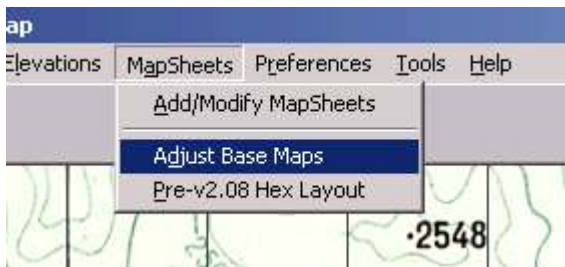 ap
Elevations MapSheets Preferences Tools Help
Add/Modify MapSheets
Adjust Base Maps
Pre-v2.08 Hex Layout
·2548